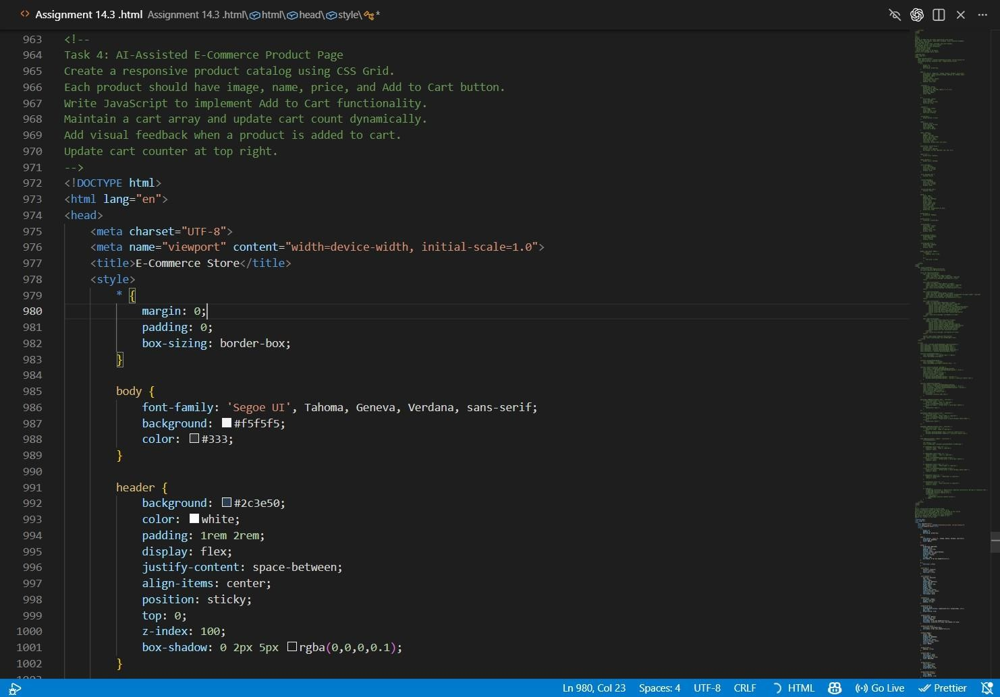 Assignment 14.3 .html Assignment 14.3 .html\html\head\style\*
963 <!--
964 Task 4: AI-Assisted E-Commerce Product Page
965 Create a responsive product catalog using CSS Grid.
966 Each product should have image, name, price, and Add to Cart button.
967 Write JavaScript to implement Add to Cart functionality.
968 Maintain a cart array and update cart count dynamically.
969 Add visual feedback when a product is added to cart.
970 Update cart counter at top right.
971 -->
972 <!DOCTYPE html>
973 <html lang="en">
974 <head>
975 <meta charset="UTF-8">
976 <meta name="viewport" content="width=device-width, initial-scale=1.0">
977 <title>E-Commerce Store</title>
978 <style>
979 * {
980 margin: 0;
981 padding: 0;
982 box-sizing: border-box;
983 }
984
985 body {
986 font-family: 'Segoe UI', Tahoma, Geneva, Verdana, sans-serif;
987 background: #f5f5f5;
988 color: #333;
989 }
990
991 header {
992 background: #2c3e50;
993 color: white;
994 padding: 1rem 2rem;
995 display: flex;
996 justify-content: space-between;
997 align-items: center;
998 position: sticky;
999 top: 0;
1000 z-index: 100;
1001 box-shadow: 0 2px 5px rgba(0,0,0,0.1);
1002 }
Ln 980, Col 23 Spaces: 4 UTF-8 CRLF HTML Go Live Prettier